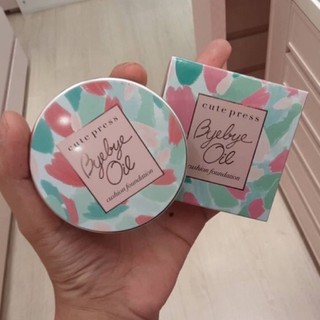 cute press
Byebye
Oil
cushion foundation
cute press
Byebye
Oil
cushion foundation